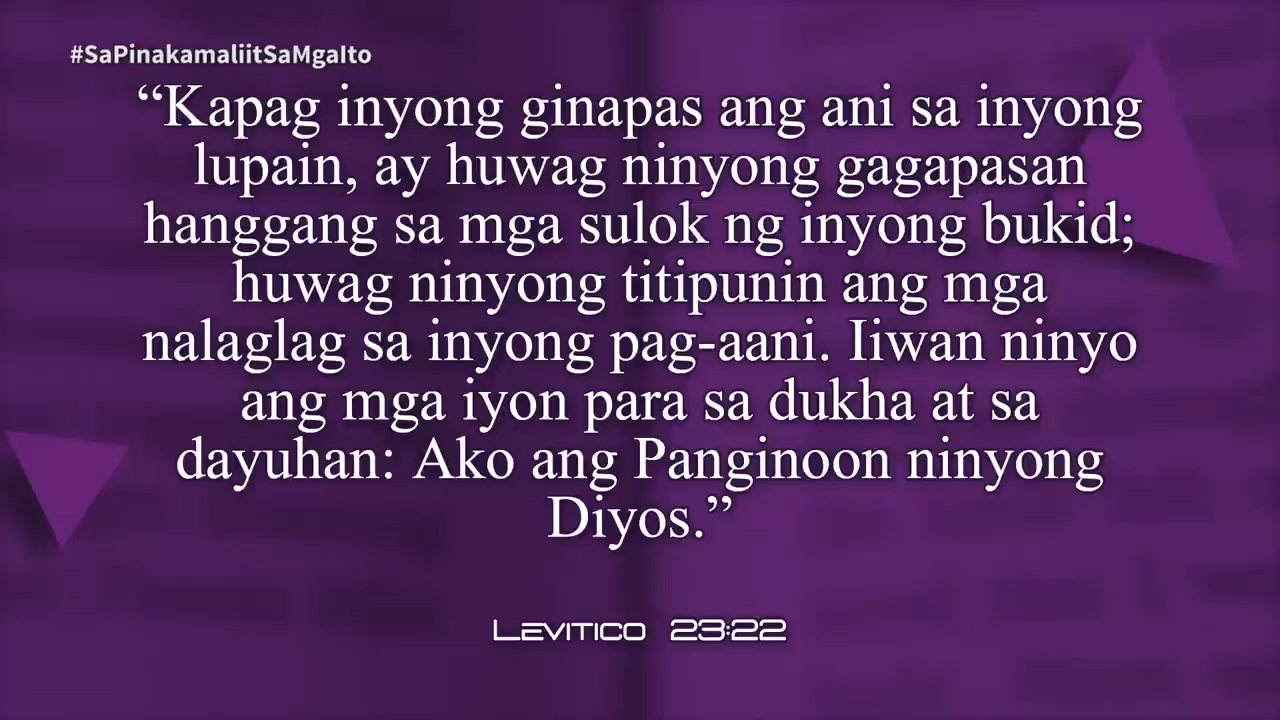 #SaPinakamaliitSaMgaIto
“Kapag inyong ginapas ang ani sa inyong
lupain, ay huwag ninyong gagapasan
hanggang sa mga sulok ng inyong bukid;
huwag ninyong titipunin ang mga
nalaglag sa inyong pag-aani. Iiwan ninyo
ang mga iyon para sa dukha at sa
dayuhan: Ako ang Panginoon ninyong
Diyos.”
Levitico 23:22